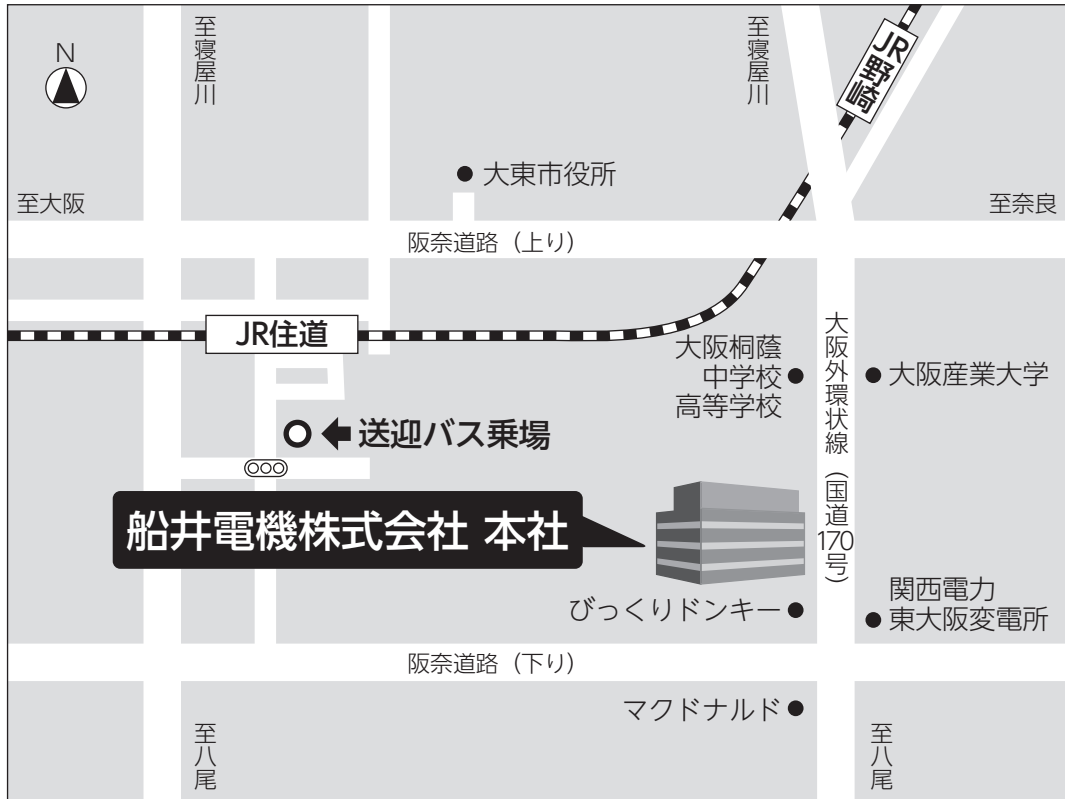 N
至寝屋川
至寝屋川
JR野崎
大東市役所
至大阪
至奈良
阪奈道路（上り）
JR住道
大阪桐蔭
中学校
高等学校
大阪外環状線（国道170号）
大阪産業大学
送迎バス乗場
船井電機株式会社 本社
びっくりドンキー
関西電力
東大阪変電所
阪奈道路（下り）
マクドナルド
至八尾
至八尾